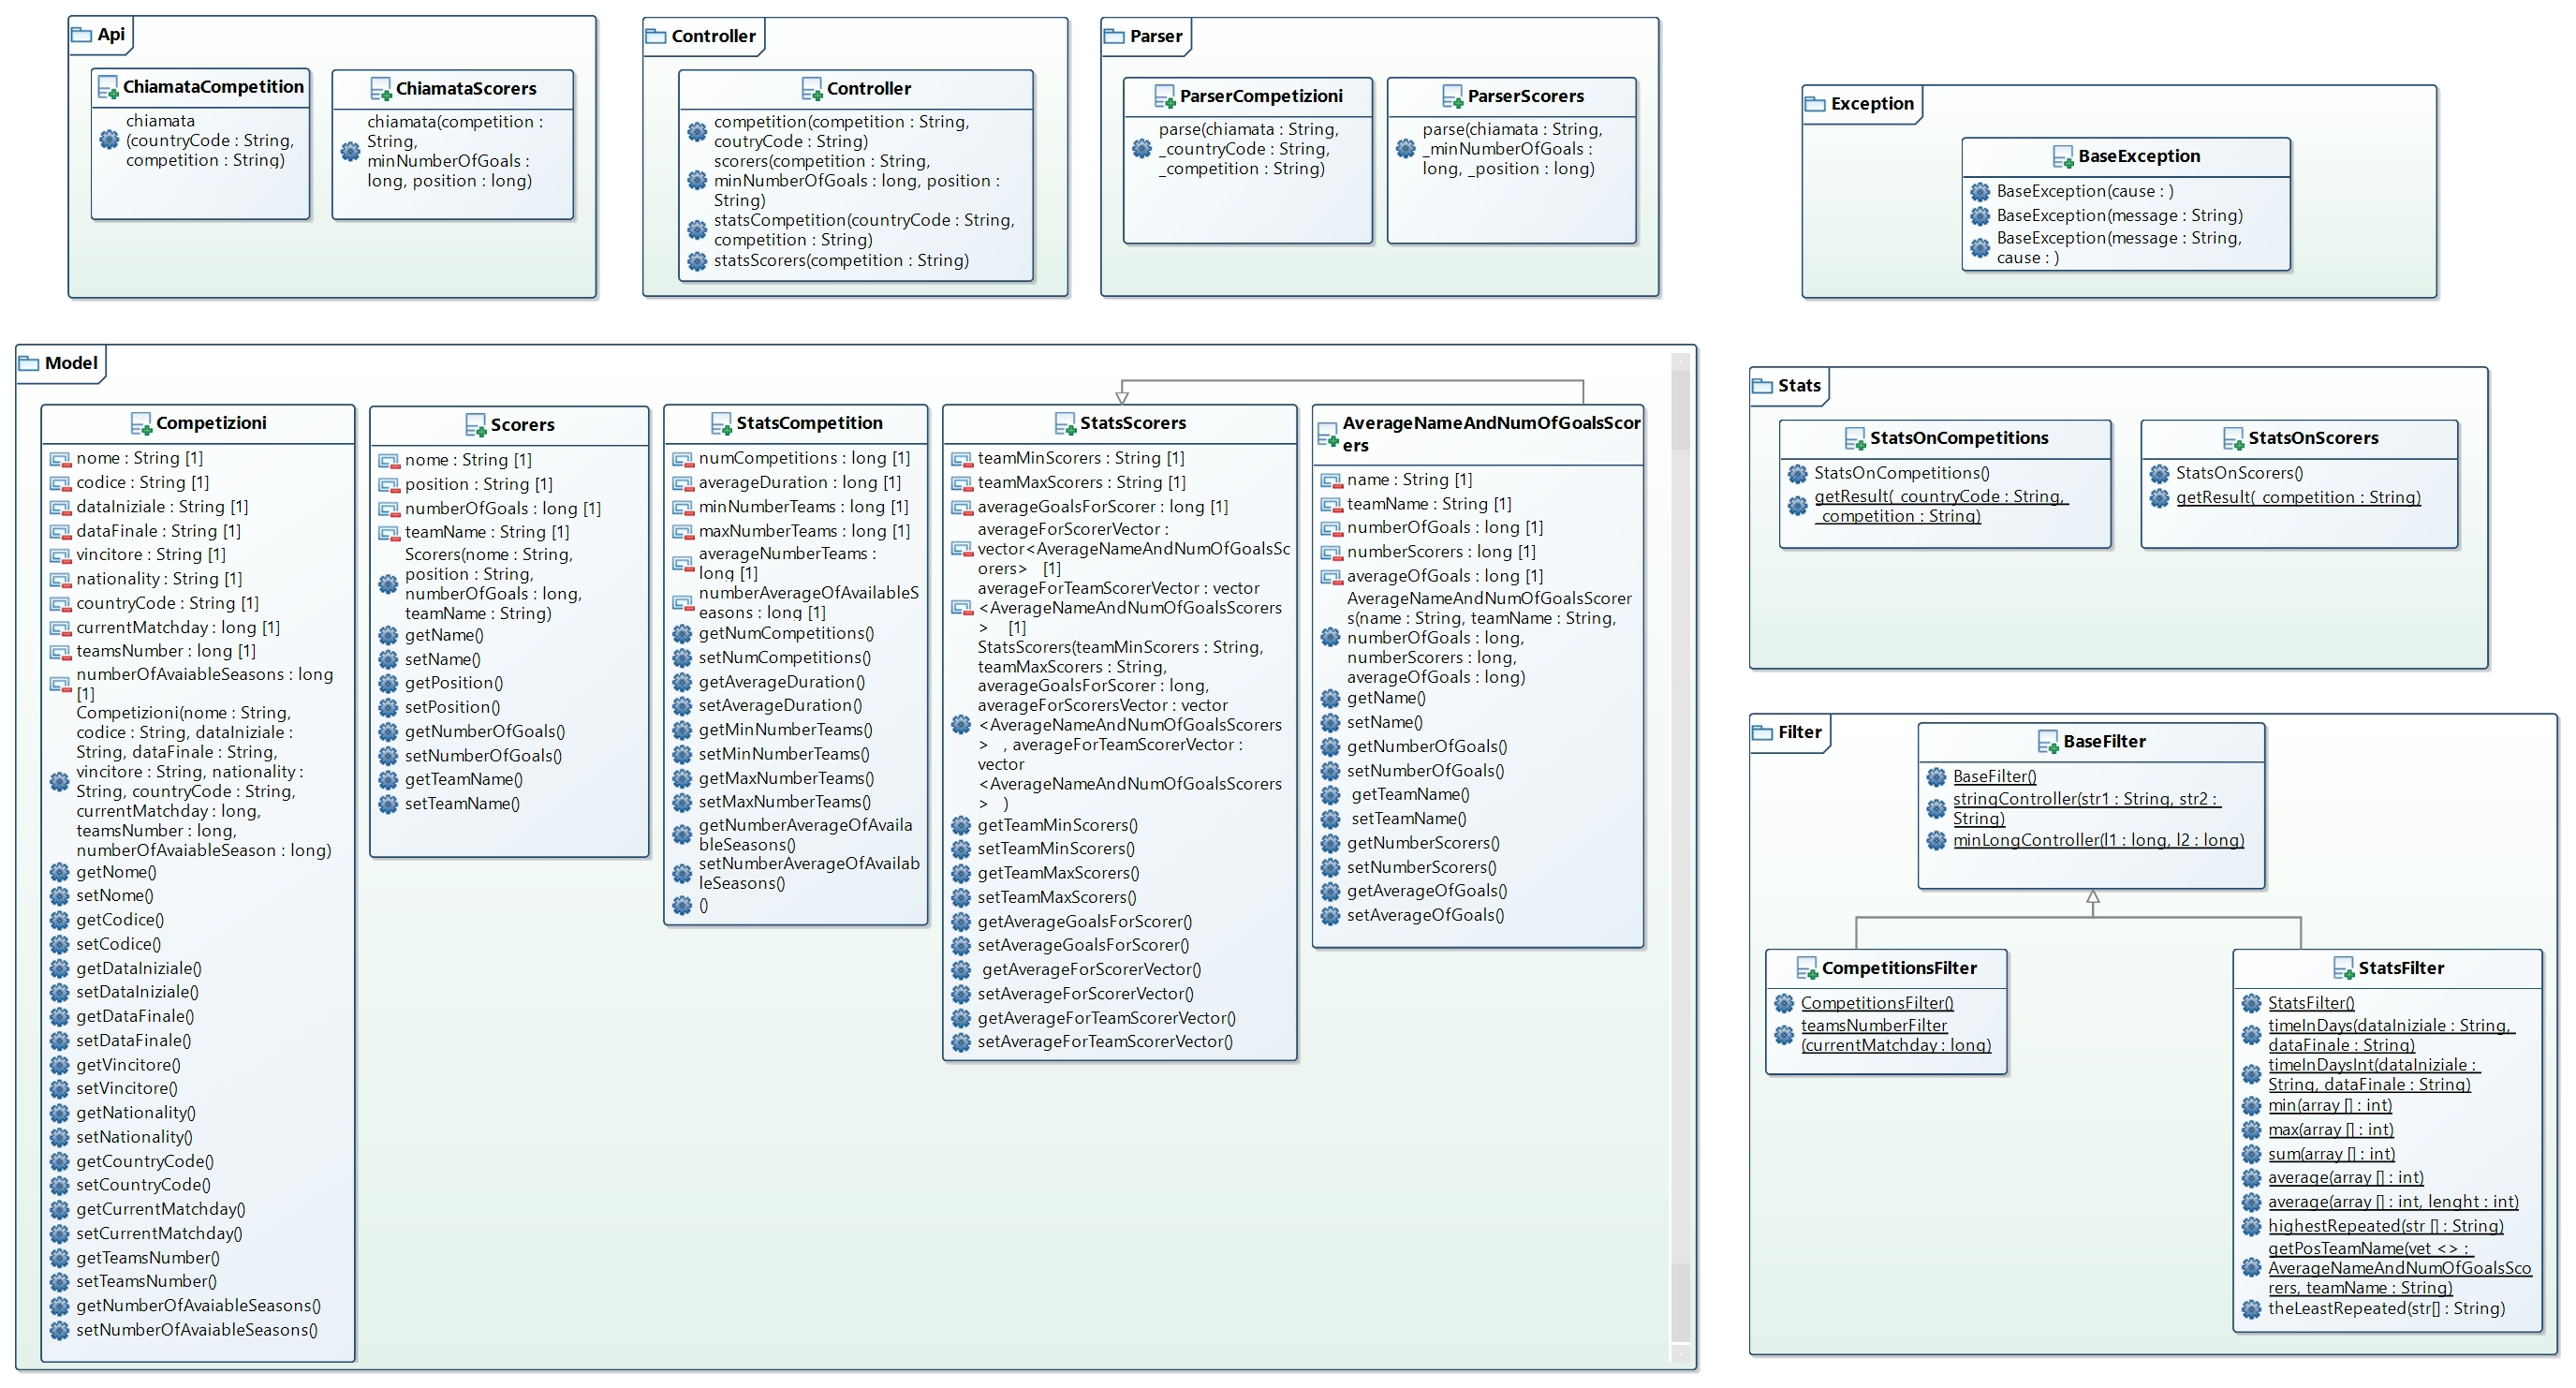 Api
ChiamataCompetition
chiamata
(countryCode : String,
competition : String)
ChiamataScorers
chiamata(competition :
String,
minNumberOfGoals :
long, position : long)
Controller
Controller
competition(competition : String,
coutryCode : String)
scorers(competition : String,
minNumberOfGoals : long, position :
String)
statsCompetition(countryCode : String,
competition : String)
statsScorers(competition : String)
Parser
ParserCompetizioni
parse(chiamata : String,
_countryCode : String,
_competition : String)
ParserScorers
parse(chiamata : String,
_minNumberOfGoals :
long, _position : long)
Exception
BaseException
BaseException(cause : )
BaseException(message : String)
BaseException(message : String,
cause : )
Model
Competizioni
nome : String [1]
codice : String [1]
dataIniziale : String [1]
dataFinale : String [1]
vincitore : String [1]
nationality : String [1]
countryCode : String [1]
currentMatchday : long [1]
teamsNumber : long [1]
numberOfAvaiableSeasons : long
[1]
Competizioni(nome : String,
codice : String, dataIniziale :
String, dataFinale : String,
vincitore : String, nationality :
String, countryCode : String,
currentMatchday : long,
teamsNumber : long,
numberOfAvaiableSeason : long)
getNome()
setNome()
getCodice()
setCodice()
getDataIniziale()
setDataIniziale()
getDataFinale()
setDataFinale()
getVincitore()
setVincitore()
getNationality()
setNationality()
getCountryCode()
setCountryCode()
getCurrentMatchday()
setCurrentMatchday()
getTeamsNumber()
setTeamsNumber()
getNumberOfAvaiableSeasons()
setNumberOfAvaiableSeasons()
Scorers
nome : String [1]
position : String [1]
numberOfGoals : long [1]
teamName : String [1]
Scorers(nome : String,
position : String,
numberOfGoals : long,
teamName : String)
getName()
setName()
getPosition()
setPosition()
getNumberOfGoals()
setNumberOfGoals()
getTeamName()
setTeamName()
StatsCompetition
numCompetitions : long [1]
averageDuration : long [1]
minNumberTeams : long [1]
maxNumberTeams : long [1]
averageNumberTeams :
long [1]
numberAverageOfAvailableS
easons : long [1]
getNumCompetitions()
setNumCompetitions()
getAverageDuration()
setAverageDuration()
getMinNumberTeams()
setMinNumberTeams()
getMaxNumberTeams()
setMaxNumberTeams()
getNumberAverageOfAvaila
bleSeasons()
setNumberAverageOfAvailab
leSeasons()
()
StatsScorers
teamMinScorers : String [1]
teamMaxScorers : String [1]
averageGoalsForScorer : long [1]
averageForScorerVector :
vector<AverageNameAndNumOfGoalsSc
orers> [1]
averageForTeamScorerVector : vector
<AverageNameAndNumOfGoalsScorers
> [1]
StatsScorers(teamMinScorers : String,
teamMaxScorers : String,
averageGoalsForScorer : long,
averageForScorersVector : vector
<AverageNameAndNumOfGoalsScorers
> , averageForTeamScorerVector :
vector
<AverageNameAndNumOfGoalsScorers
> )
getTeamMinScorers()
setTeamMinScorers()
getTeamMaxScorers()
setTeamMaxScorers()
getAverageGoalsForScorer()
setAverageGoalsForScorer()
getAverageForScorerVector()
setAverageForScorerVector()
getAverageForTeamScorerVector()
setAverageForTeamScorerVector()
AverageNameAndNumOfGoalsScor
ers
name : String [1]
teamName : String [1]
numberOfGoals : long [1]
numberScorers : long [1]
averageOfGoals : long [1]
AverageNameAndNumOfGoalsScorer
s(name : String, teamName : String,
numberOfGoals : long,
numberScorers : long,
averageOfGoals : long)
getName()
setName()
getNumberOfGoals()
setNumberOfGoals()
getTeamName()
setTeamName()
getNumberScorers()
setNumberScorers()
getAverageOfGoals()
setAverageOfGoals()
Stats
StatsOnCompetitions
StatsOnCompetitions()
getResult(_countryCode : String,
_competition : String)
StatsOnScorers
StatsOnScorers()
getResult(_competition : String)
Filter
BaseFilter
BaseFilter()
stringController(str1 : String, str2 :
String)
minLongController(l1 : long, l2 : long)
CompetitionsFilter
CompetitionsFilter()
teamsNumberFilter
(currentMatchday : long)
StatsFilter
StatsFilter()
timeInDays(dataIniziale : String,
dataFinale : String)
timeInDaysInt(dataIniziale :
String, dataFinale : String)
min(array [] : int)
max(array [] : int)
sum(array [] : int)
average(array [] : int)
average(array [] : int, lenght : int)
highestRepeated(str [] : String)
getPosTeamName(vet <> :
AverageNameAndNumOfGoalsSco
rers, teamName : String)
theLeastRepeated(str[] : String)